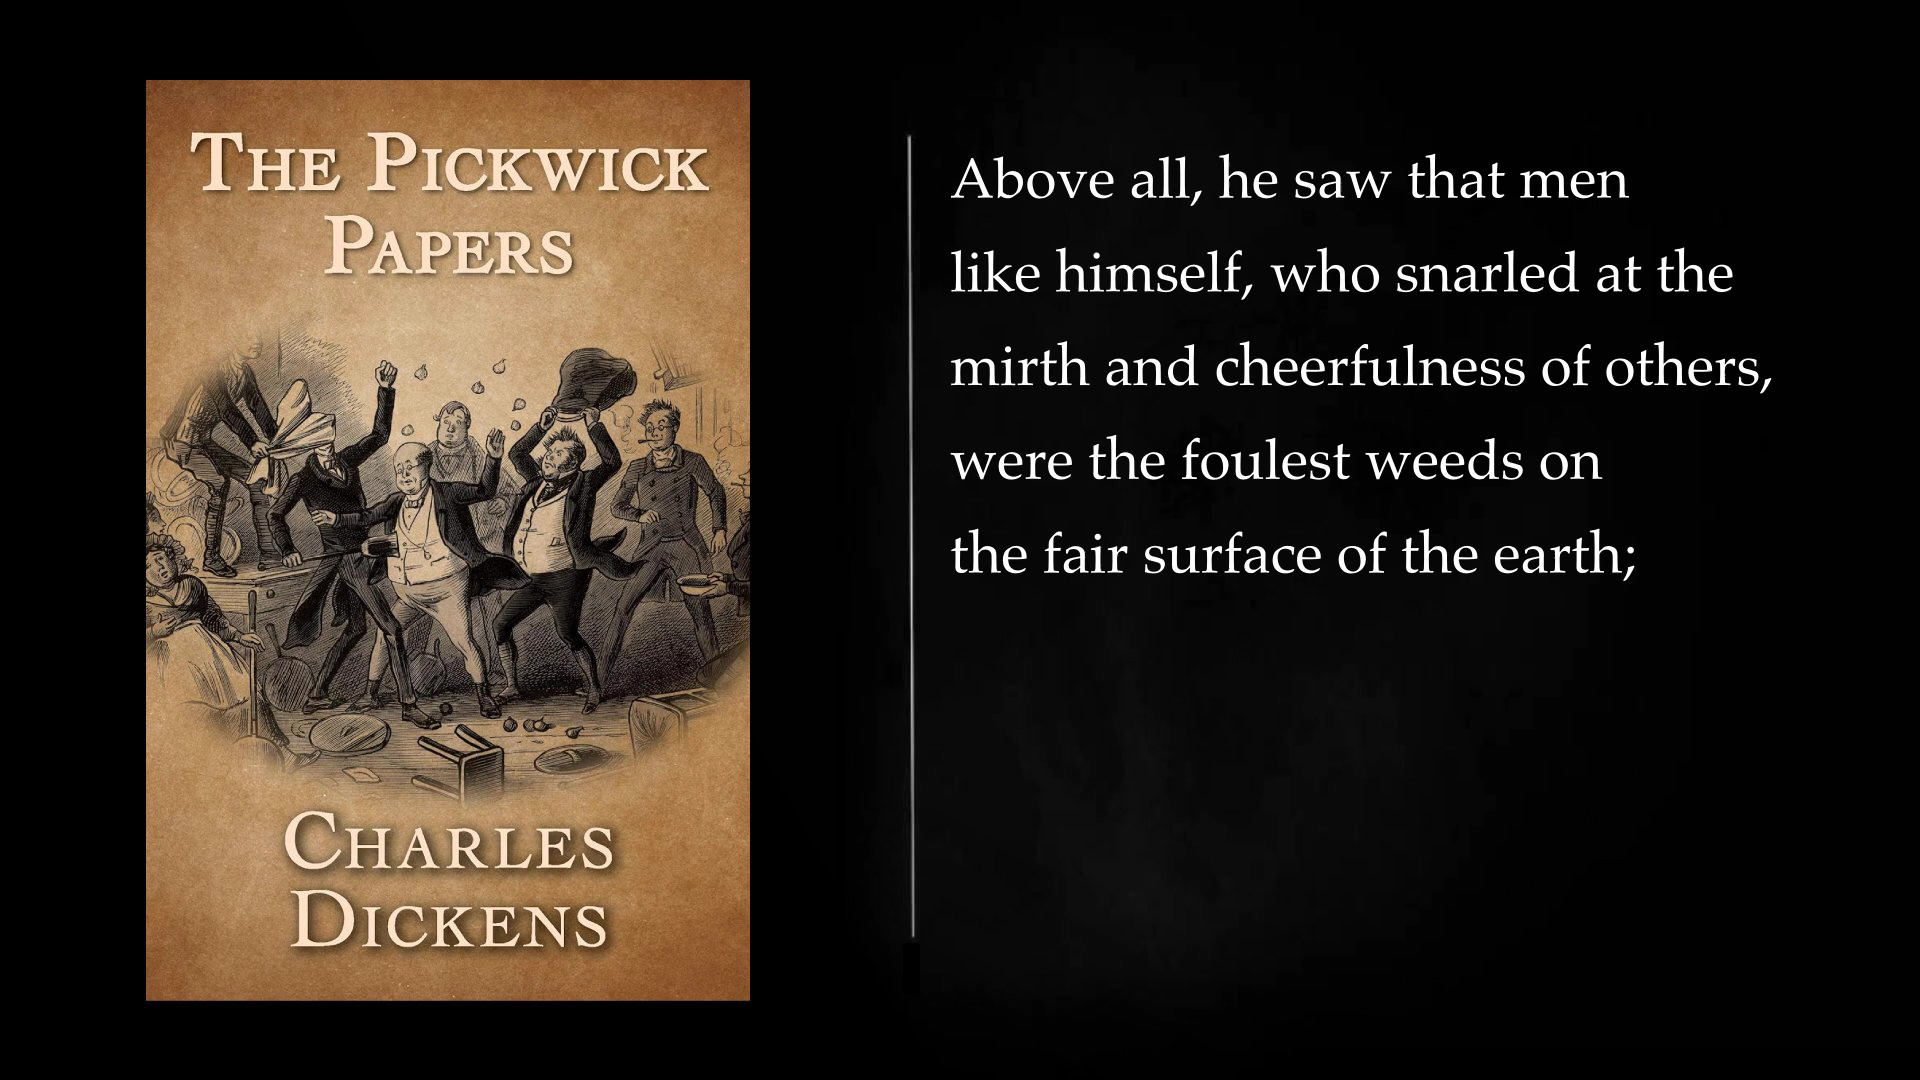 The Pickwick
Papers
Charles
Dickens
Above all, he saw that men
like himself, who snarled at the
mirth and cheerfulness of others,
were the foulest weeds on
the fair surface of the earth;